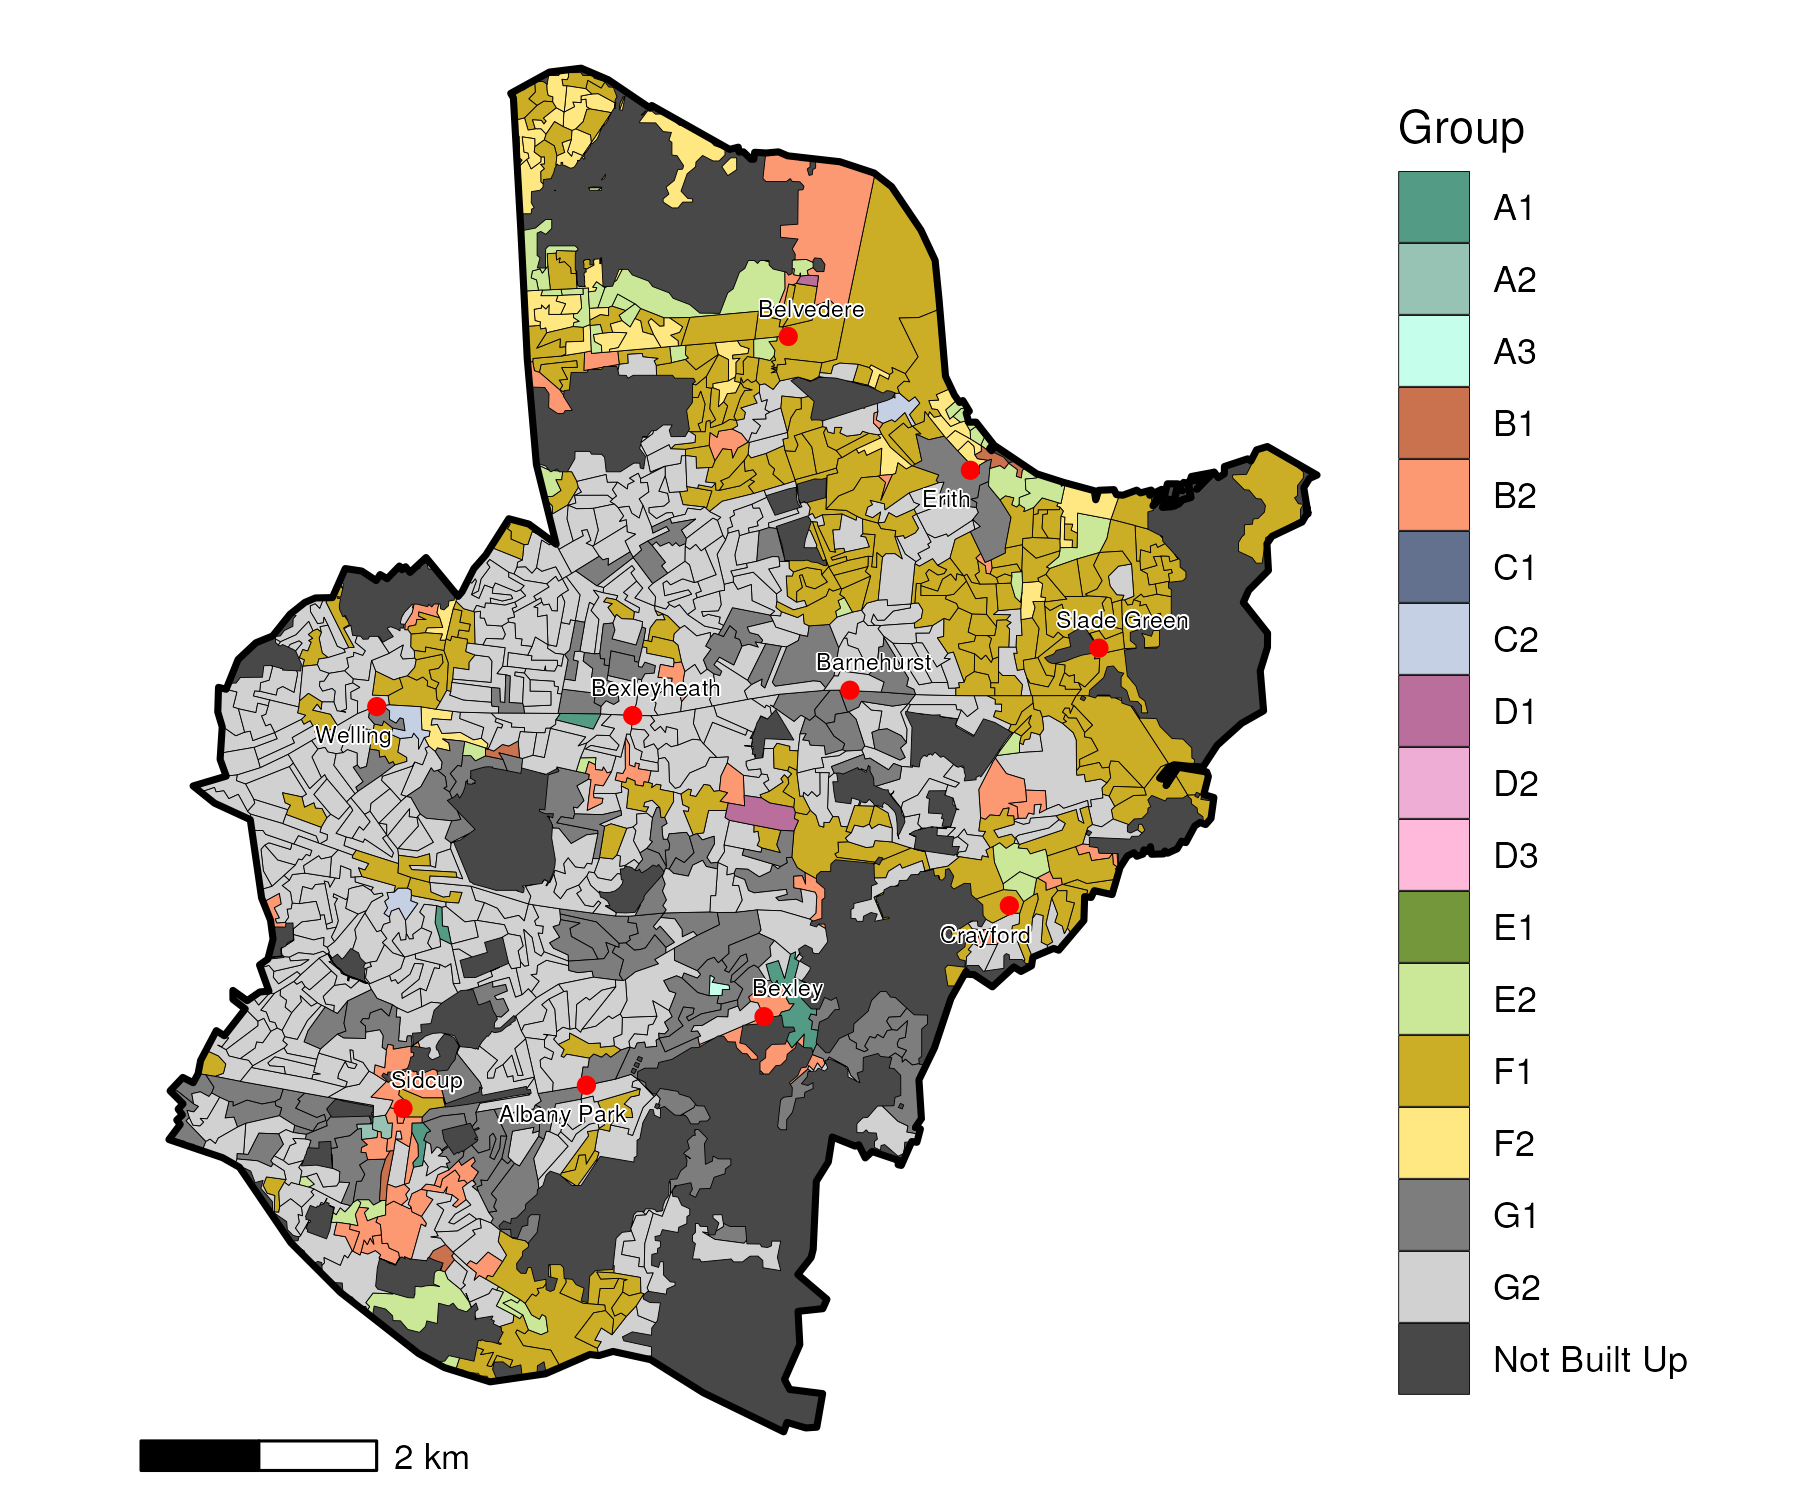 Group
A1
A2
A3
B1
B2
C1
C2
D1
D2
D3
E1
E2
F1
F2
G1
G2
Not Built Up
Belvedere
Erith
Slade Green
Barnehurst
Bexleyheath
Welling
Crayford
Bexley
Sidcup
Albany Park
2 km